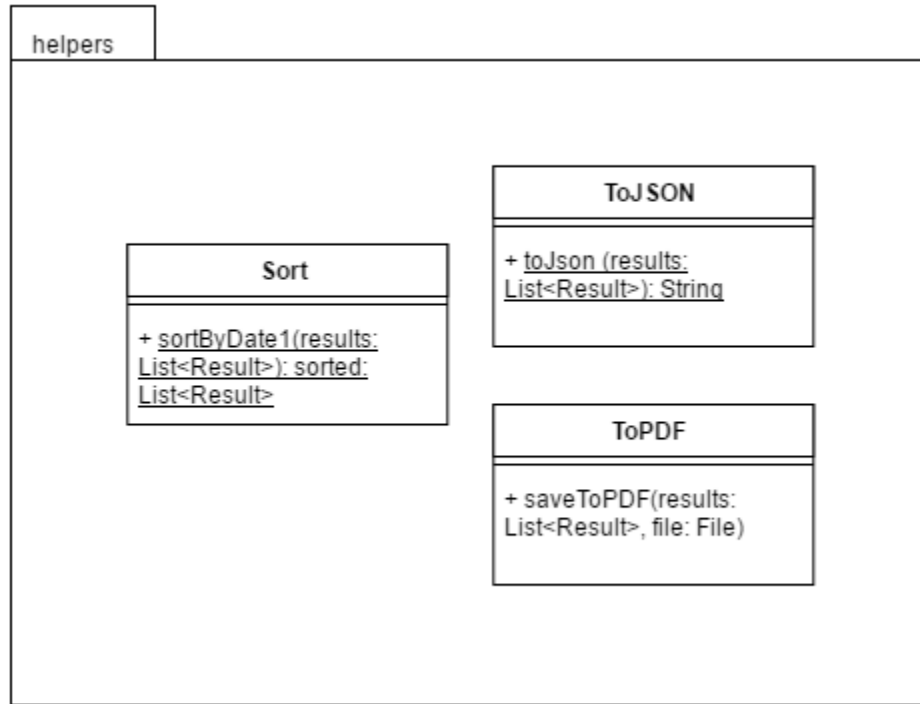 helpers
Sort
+ sortByDate1(results:
List<Result>): sorted:
List<Result>
ToJSON
+ toJson (results:
List<Result>): String
ToPDF
+ saveToPDF(results:
List<Result>, file: File)